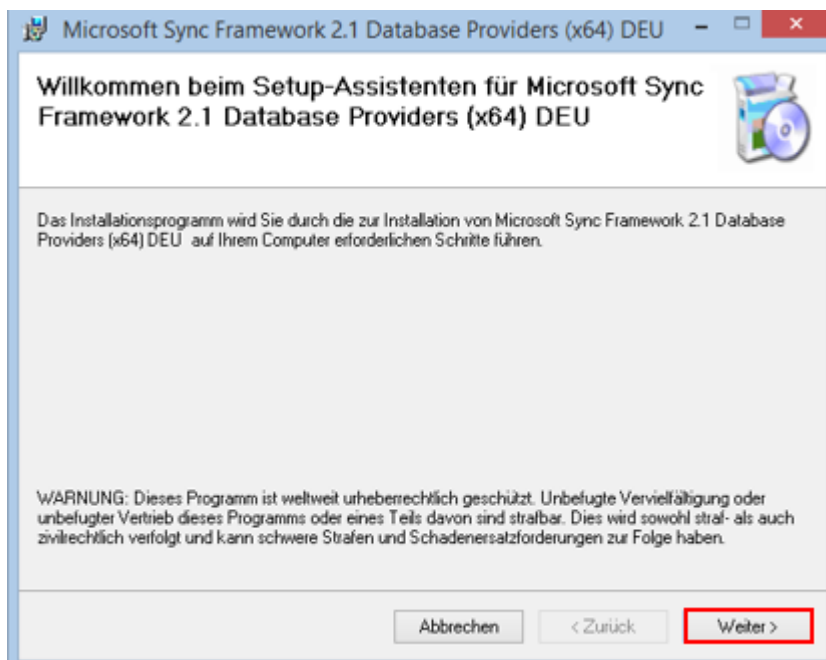 Microsoft Sync Framework 2.1 Database Providers (x64) DEU
Willkommen beim Setup-Assistenten für Microsoft Sync
Framework 2.1 Database Providers (x64) DEU
Das Installationsprogramm wird Sie durch die zur Installation von Microsoft Sync Framework 2.1 Database
Providers (x64) DEU auf Ihrem Computer erforderlichen Schritte führen.
WARNUNG: Dieses Programm ist weltweit urheberrechtlich geschützt. Unbefugte Vervielfältigung oder
unbefugter Vertrieb dieses Programms oder eines Teils davon sind strafbar. Dies wird sowohl straf- als auch
zivilrechtlich verfolgt und kann schwere Strafen und Schadenersatzforderungen zur Folge haben.
Abbrechen
< Zurück
Weiter >